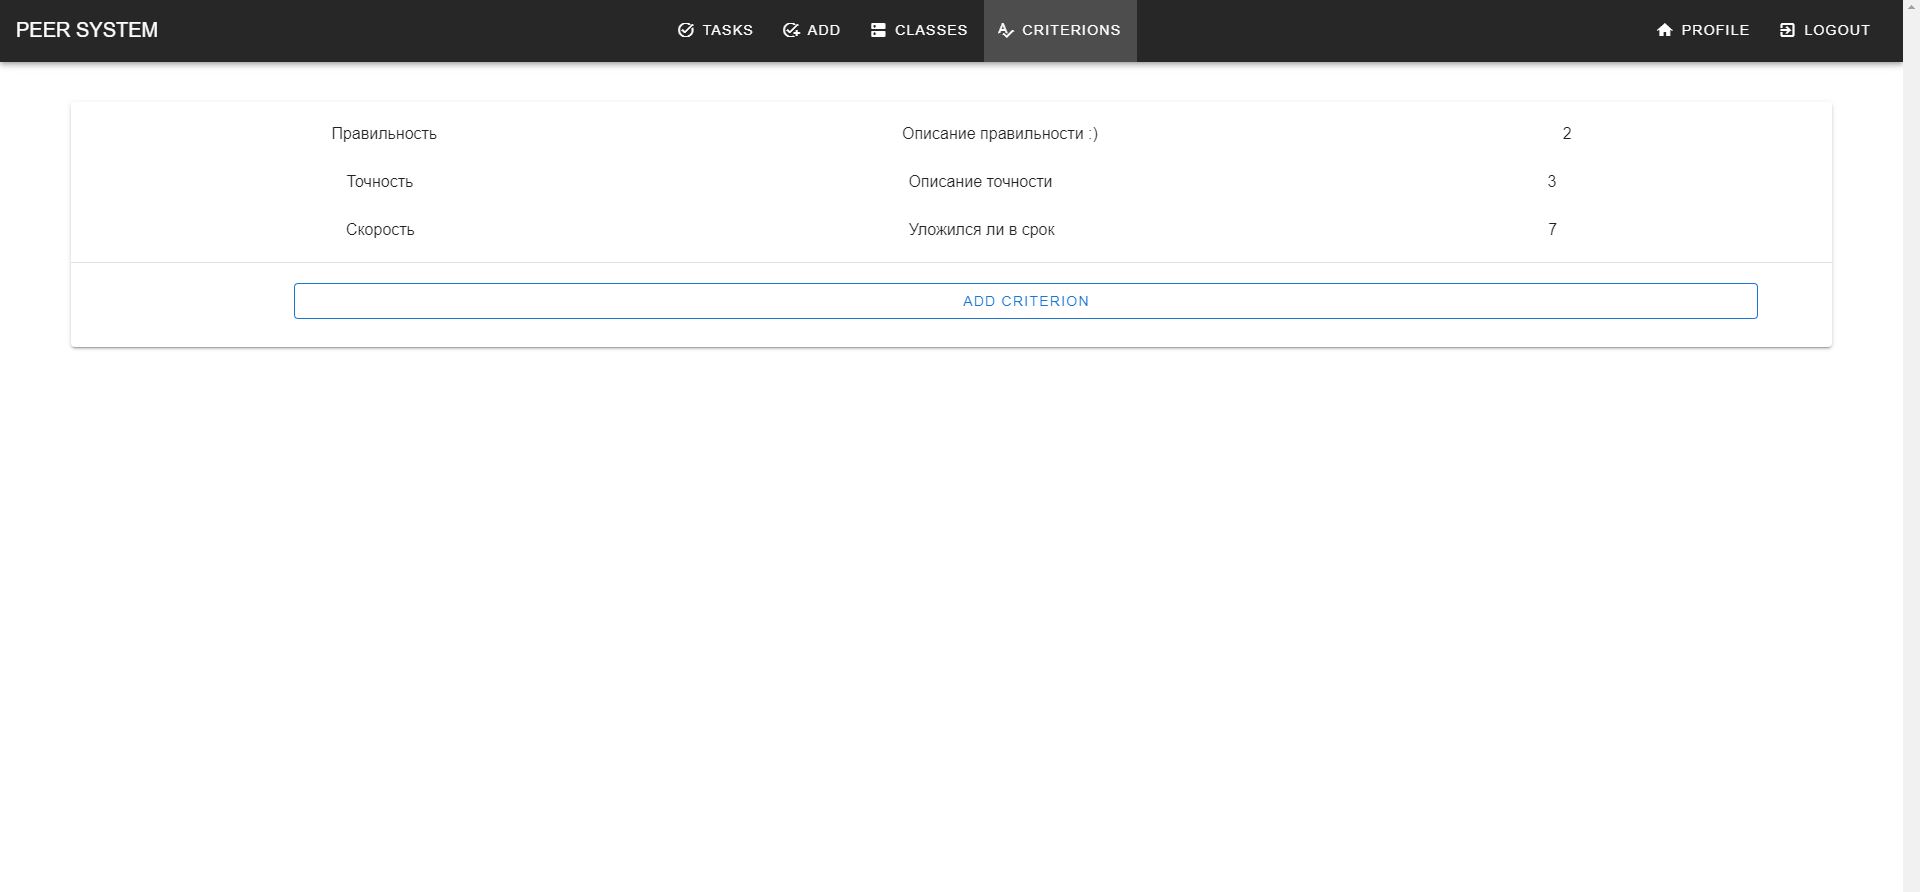 PEER SYSTEM TASKS ADD CLASSES CRITERIONS PROFILE LOGOUT
Правильность Описание правильности :) 2
Точность Описание точности 3
Скорость Уложился ли в срок 7
ADD CRITERION